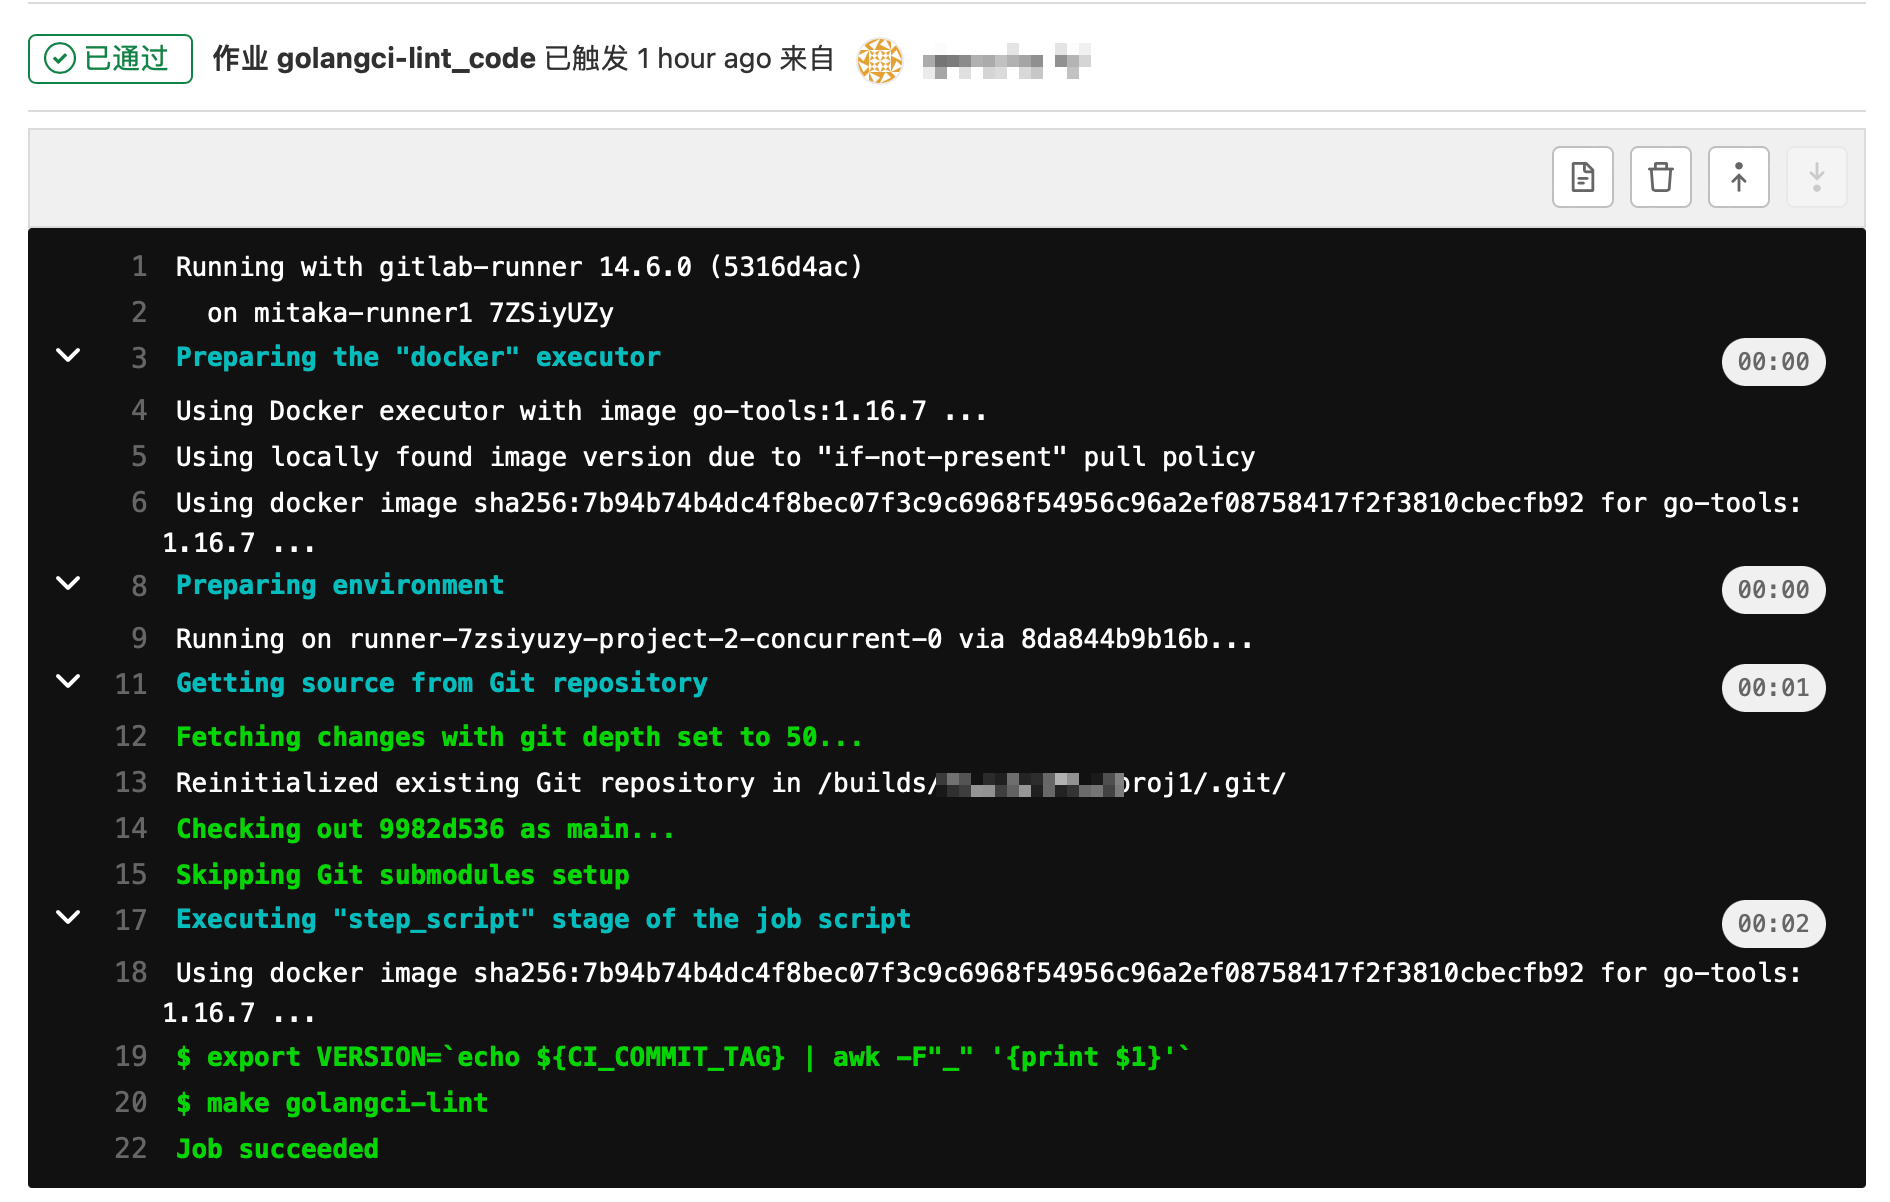 已通过 作业 golangci-lint_code 已触发 1 hour ago 来自
1 Running with gitlab-runner 14.6.0 (5316d4ac)
2 on mitaka-runner1 7ZSiyUZy
3 Preparing the "docker" executor 00:00
4 Using Docker executor with image go-tools:1.16.7 ...
5 Using locally found image version due to "if-not-present" pull policy
6 Using docker image sha256:7b94b74b4dc4f8bec07f3c9c6968f54956c96a2ef08758417f2f3810cbecfb92 for go-tools:
1.16.7 ...
8 Preparing environment 00:00
9 Running on runner-7zsiyuzy-project-2-concurrent-0 via 8da844b9b16b...
11 Getting source from Git repository 00:01
12 Fetching changes with git depth set to 50...
13 Reinitialized existing Git repository in /builds/ proj1/.git/
14 Checking out 9982d536 as main...
15 Skipping Git submodules setup
17 Executing "step_script" stage of the job script 00:02
18 Using docker image sha256:7b94b74b4dc4f8bec07f3c9c6968f54956c96a2ef08758417f2f3810cbecfb92 for go-tools:
1.16.7 ...
19 $ export VERSION=`echo ${CI_COMMIT_TAG} | awk -F"_" '{print $1}'`
20 $ make golangci-lint
22 Job succeeded